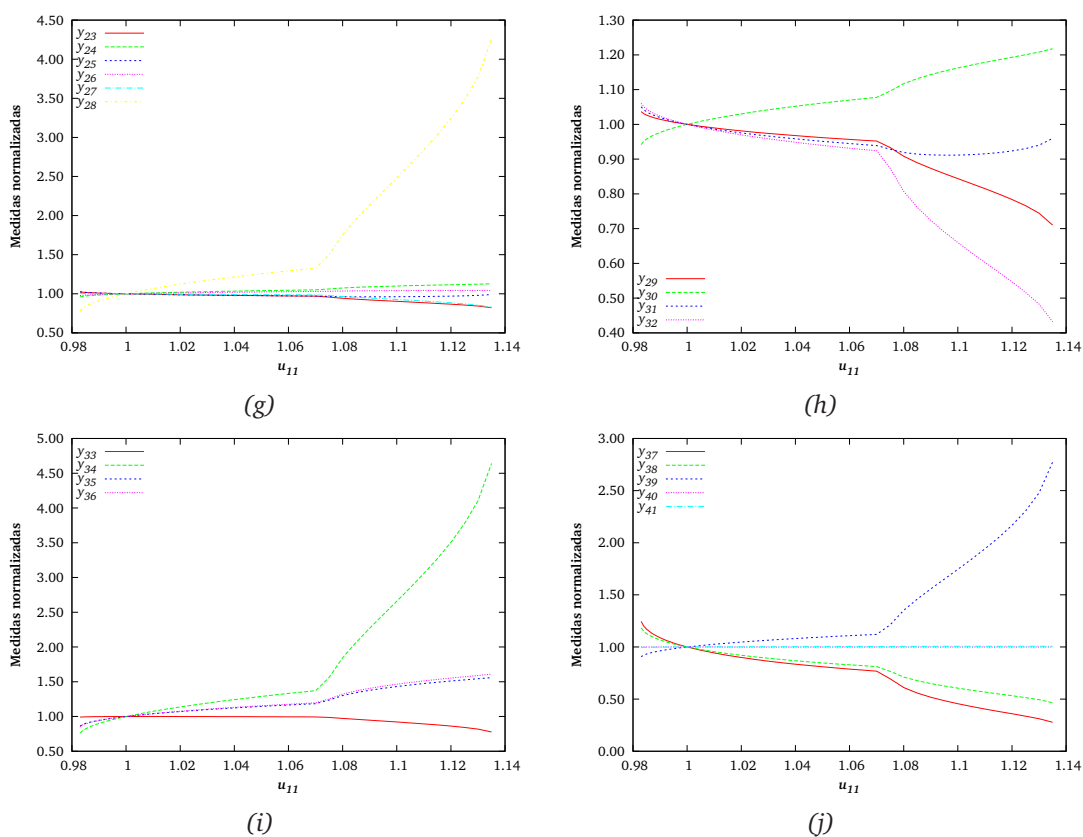 4.50
4.00
3.50
3.00
2.50
2.00
1.50
1.00
0.50
Medidas normalizadas
y23
y24
y25
y26
y27
y28
0.98 1 1.02 1.04 1.06 1.08 1.1 1.12 1.14
u11
(g)
1.30
1.20
1.10
1.00
0.90
0.80
0.70
0.60
0.50
0.40
Medidas normalizadas
y29
y30
y31
y32
0.98 1 1.02 1.04 1.06 1.08 1.1 1.12 1.14
u11
(h)
5.00
4.50
4.00
3.50
3.00
2.50
2.00
1.50
1.00
0.50
Medidas normalizadas
y33
y34
y35
y36
0.98 1 1.02 1.04 1.06 1.08 1.1 1.12 1.14
u11
(i)
3.00
2.50
2.00
1.50
1.00
0.50
0.00
Medidas normalizadas
y37
y38
y39
y40
y41
0.98 1 1.02 1.04 1.06 1.08 1.1 1.12 1.14
u11
(j)